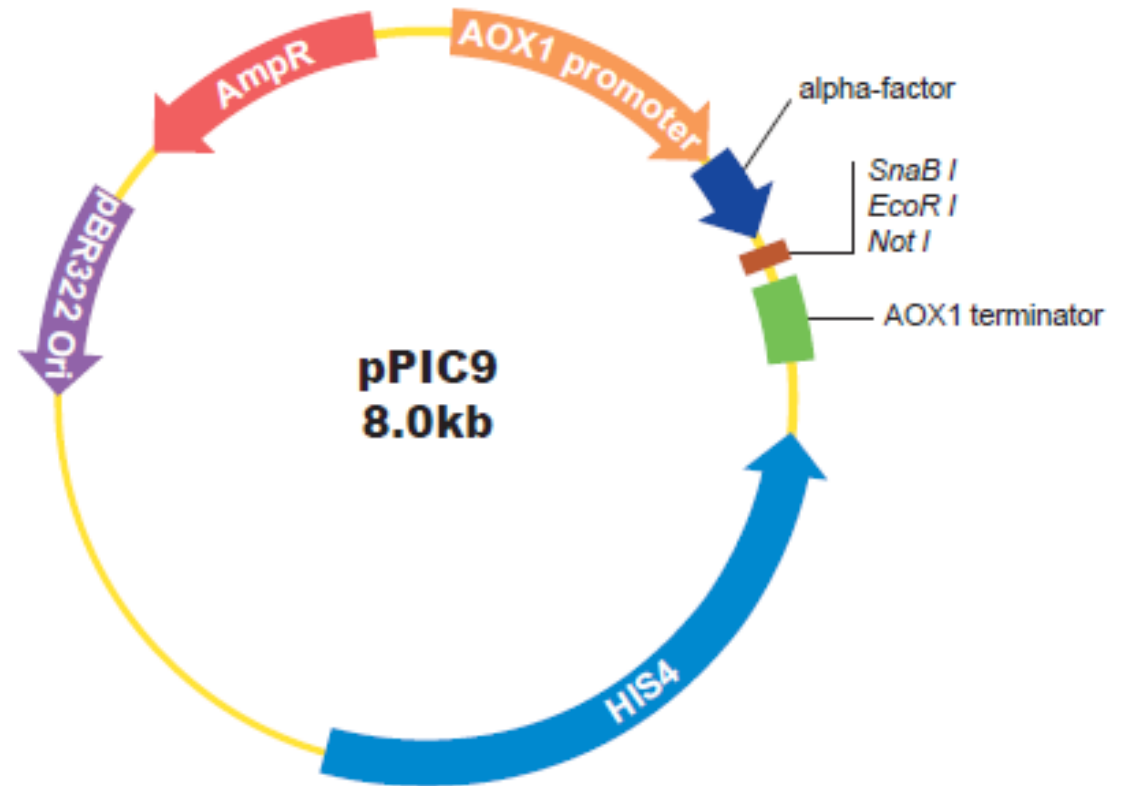 AmpR
AOX1 promoter
alpha-factor
SnaB I
EcoR I
Not I
AOX1 terminator
pBR322 Ori
pPIC9
8.0kb
HIS4